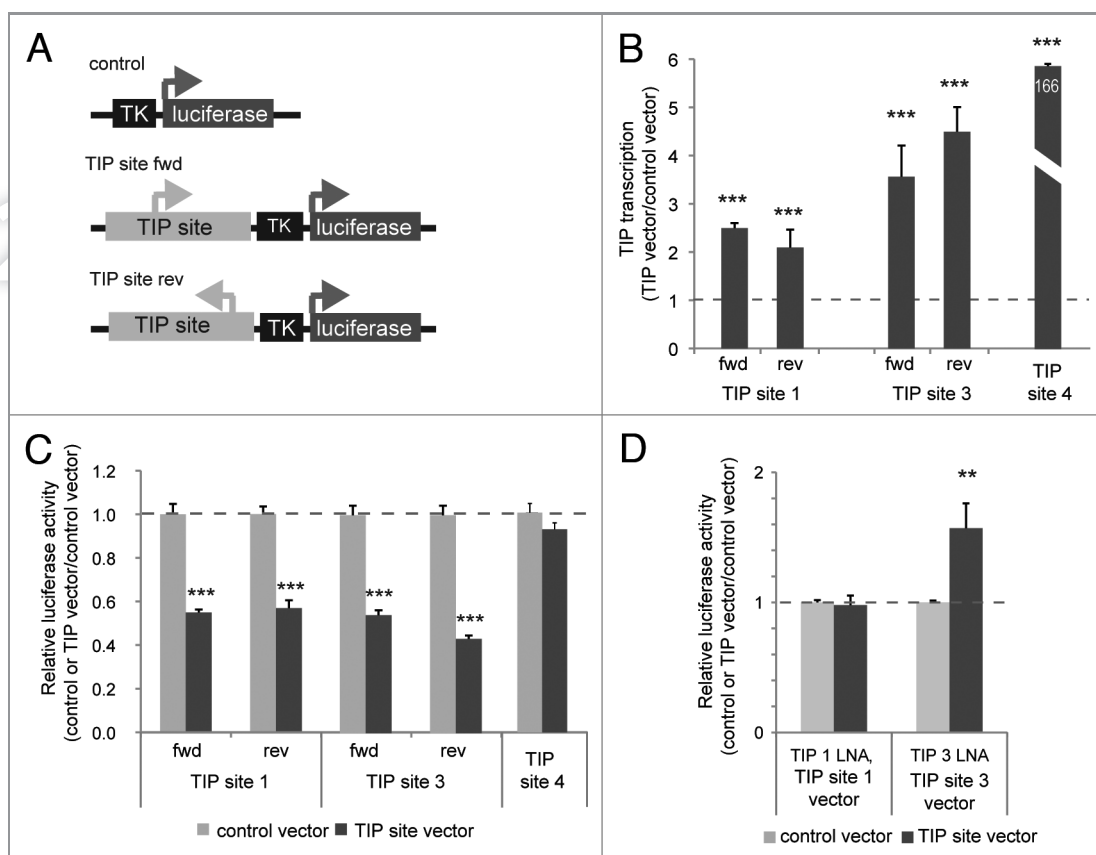 A
control
TK luciferase
TIP site fwd
TIP site TK luciferase
TIP site rev
TIP site TK luciferase
B
TIP transcription
(TIP vector/control vector)
6
5
4
3
2
1
0
***
***
***
***
***
166
fwd rev fwd rev TIP
site 4
TIP site 1 TIP site 3
C
Relative luciferase activity
(control or TIP vector/control vector)
1.2
1.0
0.8
0.6
0.4
0.2
0.0
***
***
***
***
fwd rev fwd rev TIP
site 4
TIP site 1 TIP site 3
control vector TIP site vector
D
Relative luciferase activity
(control or TIP vector/control vector)
2
1
0
**
TIP 1 LNA, TIP 3 LNA
TIP site 1 TIP site 3
vector vector
control vector TIP site vector